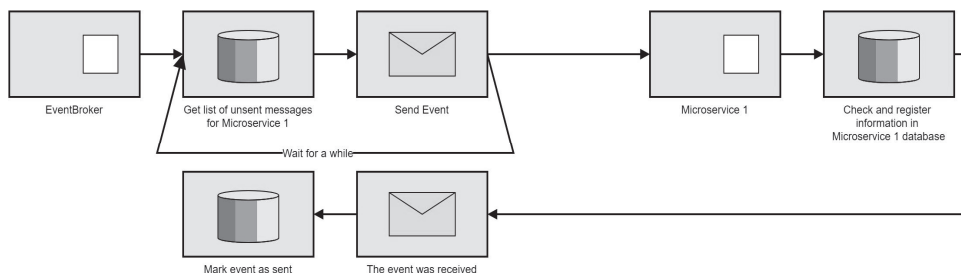 EventBroker
Get list of unsent messages
for Microservice 1
Send Event
Microservice 1
Check and register
information in
Microservice 1 database
Wait for a while
Mark event as sent
The event was received